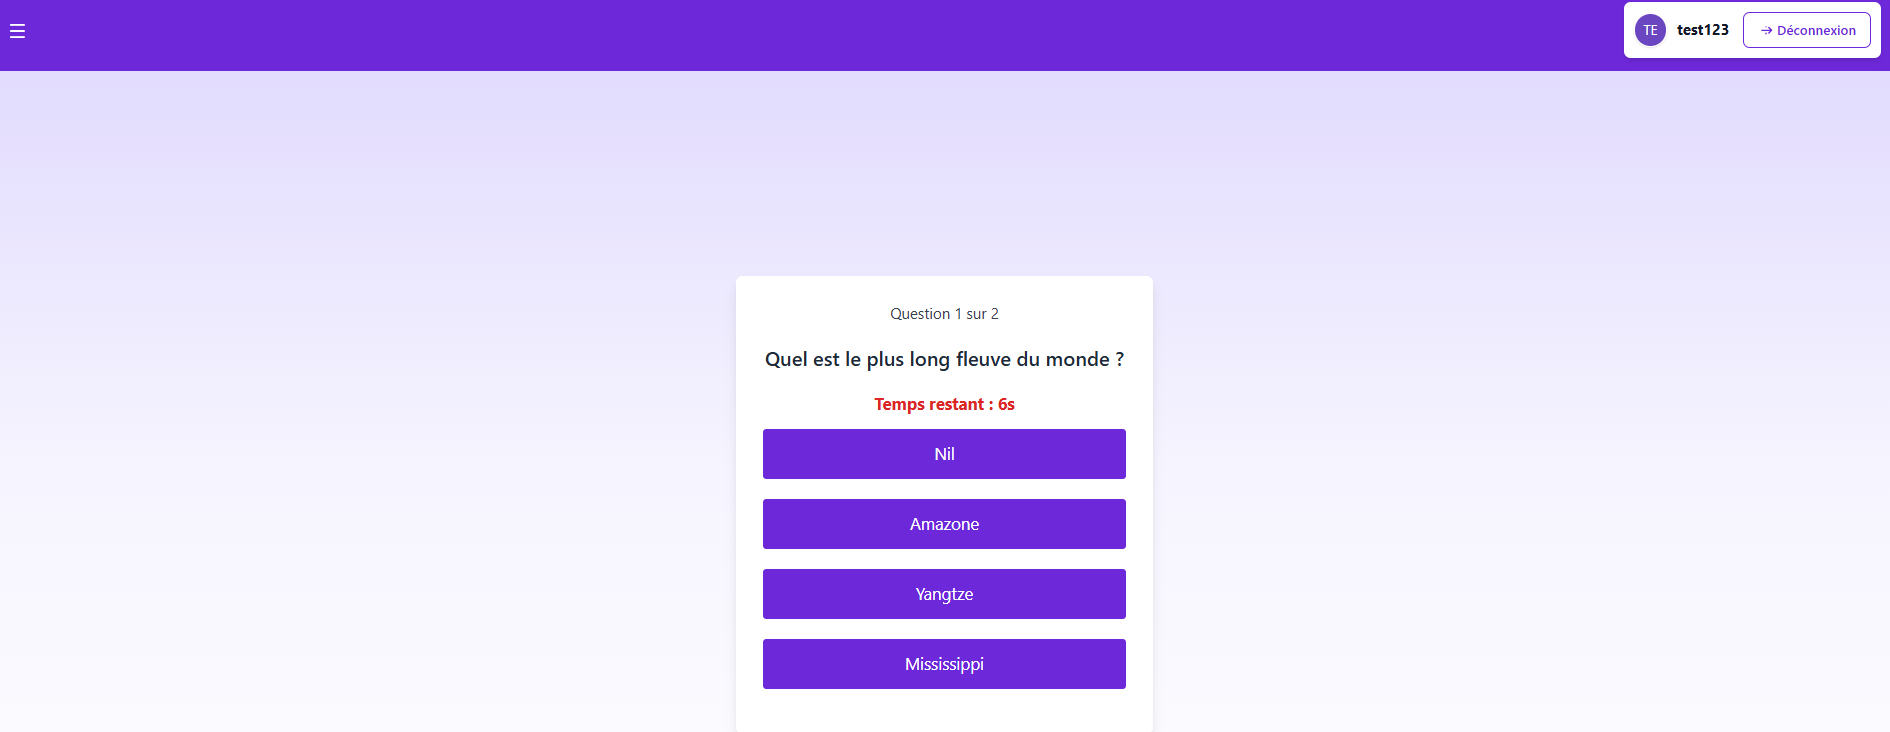 TE test123 Déconnexion
Question 1 sur 2
Quel est le plus long fleuve du monde ?
Temps restant : 6s
Nil
Amazone
Yangtze
Mississippi